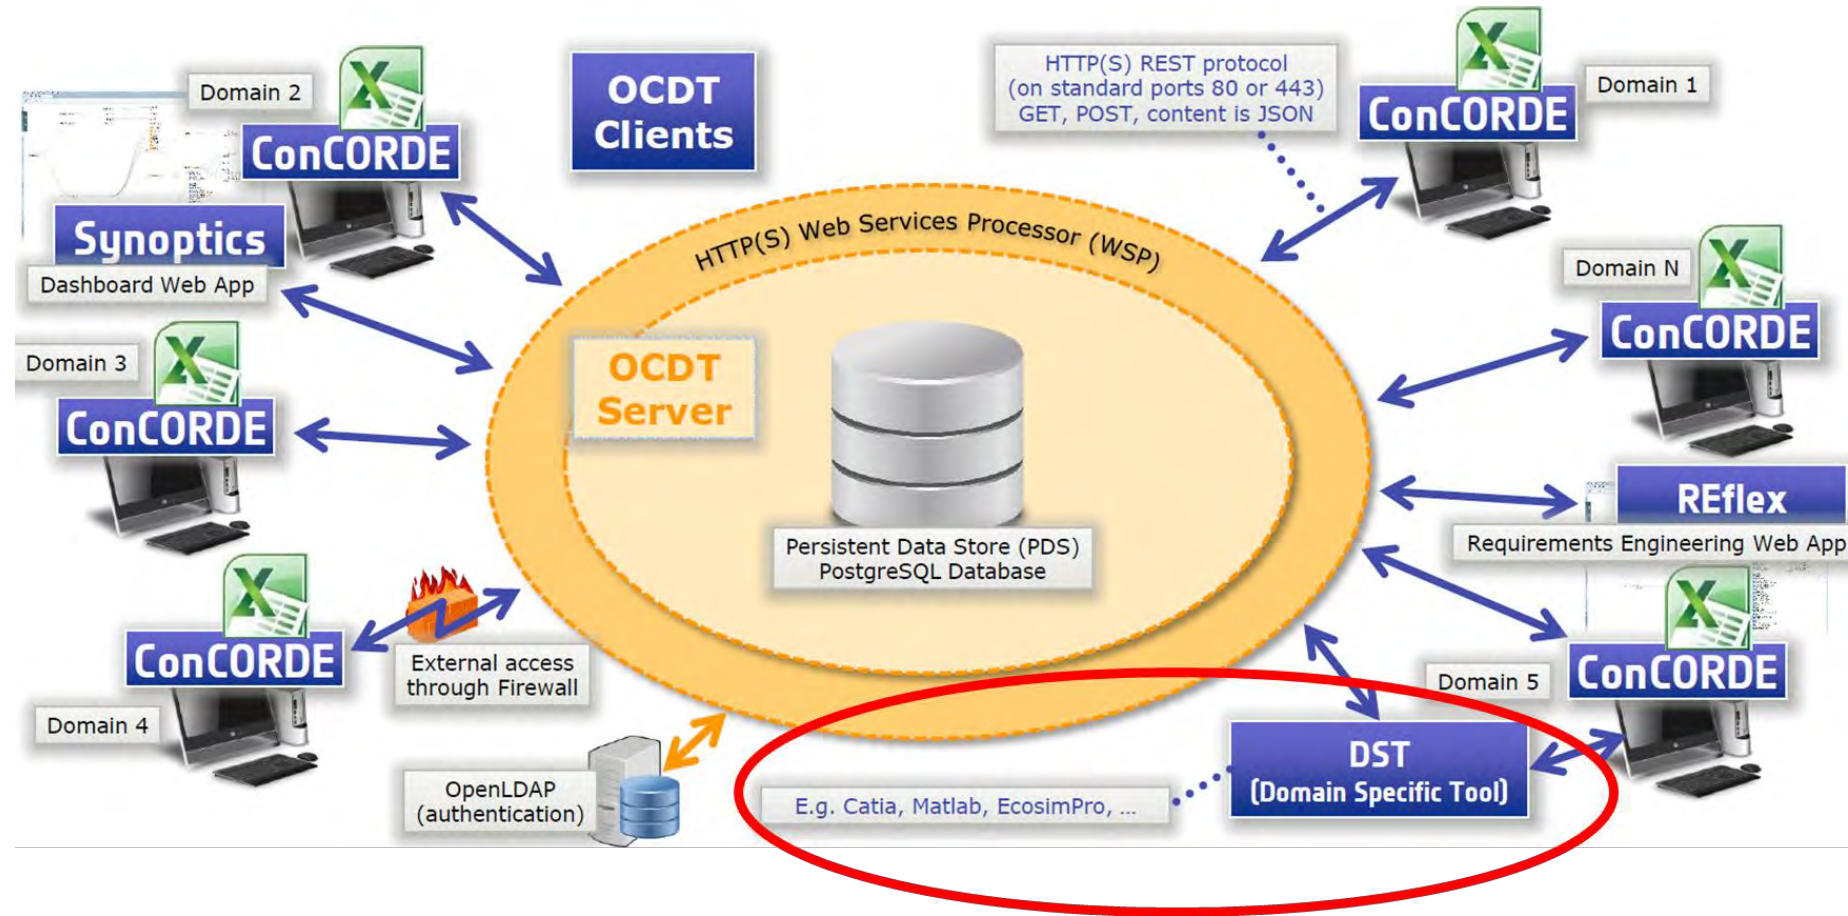 Domain 2
ConCORDE
Synoptics
Dashboard Web App
OCDT
Clients
HTTP(S) REST protocol
(on standard ports 80 or 443)
GET, POST, content is JSON
ConCORDE
Domain 1
HTTP(S) Web Services Processor (WSP)
Domain N
ConCORDE
Domain 3
ConCORDE
OCDT
Server
Persistent Data Store (PDS)
PostgreSQL Database
REflex
Requirements Engineering Web App
ConCORDE
Domain 4
External access
through Firewall
Domain 5
ConCORDE
OpenLDAP
(authentication)
E.g. Catia, Matlab, EcosimPro, ...
DST
(Domain Specific Tool)